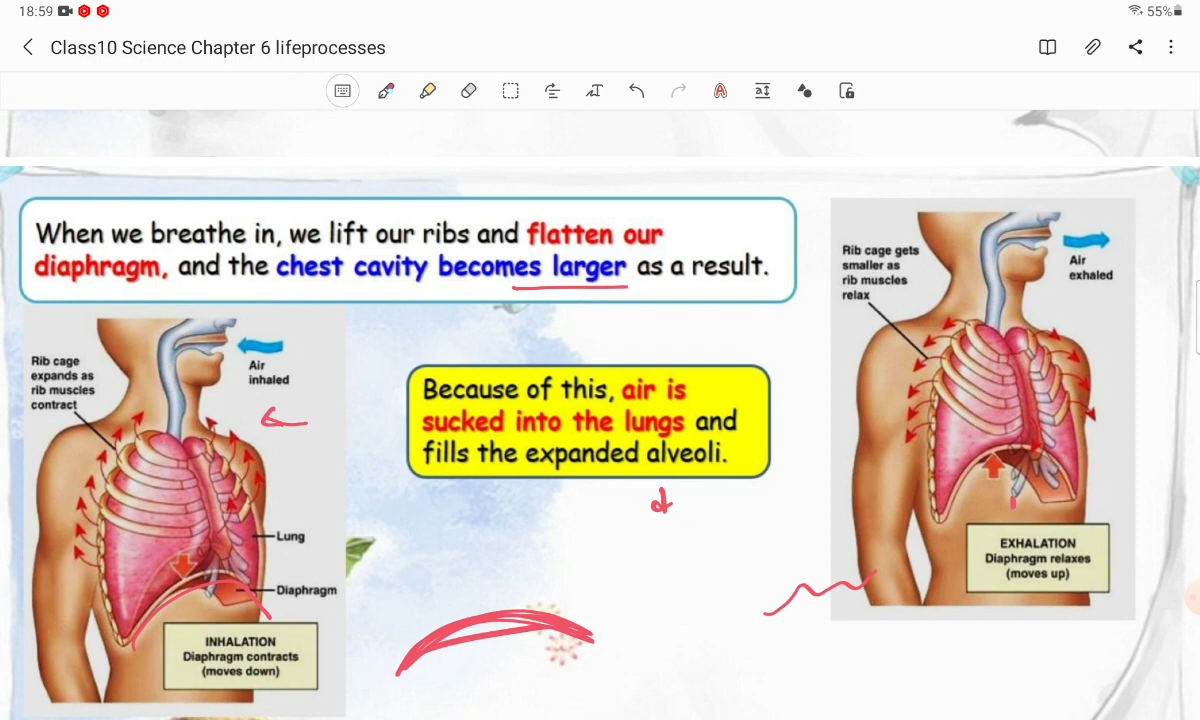 18:59
55%
Class10 Science Chapter 6 lifeprocesses
When we breathe in, we lift our ribs and flatten our
diaphragm, and the chest cavity becomes larger as a result.
Rib cage
expands as
rib muscles
contract
Air
inhaled
Lung
Diaphragm
INHALATION
Diaphragm contracts
(moves down)
Because of this, air is
sucked into the lungs and
fills the expanded alveoli.
Rib cage gets
smaller as
rib muscles
relax
Air
exhaled
EXHALATION
Diaphragm relaxes
(moves up)